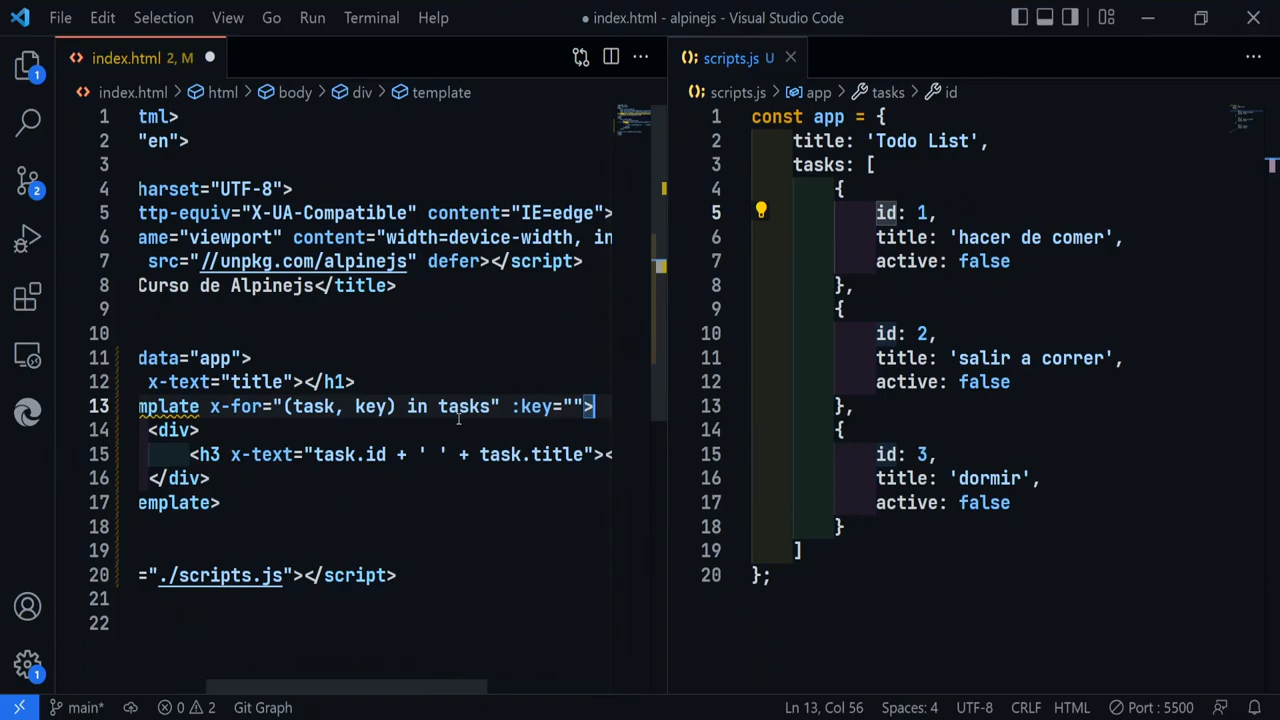 File Edit Selection View Go Run Terminal Help
● index.html - alpinejs - Visual Studio Code
index.html 2, M
index.html > html > body > div > template
1 tml>
2 "en">
3
4 harset="UTF-8">
5 ttp-equiv="X-UA-Compatible" content="IE=edge">
6 ame="viewport" content="width=device-width, in
7 src="//unpkg.com/alpinejs" defer></script>
8 Curso de Alpinejs</title>
9
10
11 data="app">
12 x-text="title"></h1>
13 mplate x-for="(task, key) in tasks" :key="">
14 <div>
15 <h3 x-text="task.id + ' ' + task.title"><
16 </div>
17 emplate>
18
19
20 ="./scripts.js"></script>
21
22
scripts.js U
scripts.js > app > tasks > id
1 const app = {
2 title: 'Todo List',
3 tasks: [
4 {
5 id: 1,
6 title: 'hacer de comer',
7 active: false
8 },
9 {
10 id: 2,
11 title: 'salir a correr',
12 active: false
13 },
14 {
15 id: 3,
16 title: 'dormir',
17 active: false
18 }
19 ]
20 };
1
2
1
main* 0 2 Git Graph Ln 13, Col 56 Spaces: 4 UTF-8 CRLF HTML Port : 5500